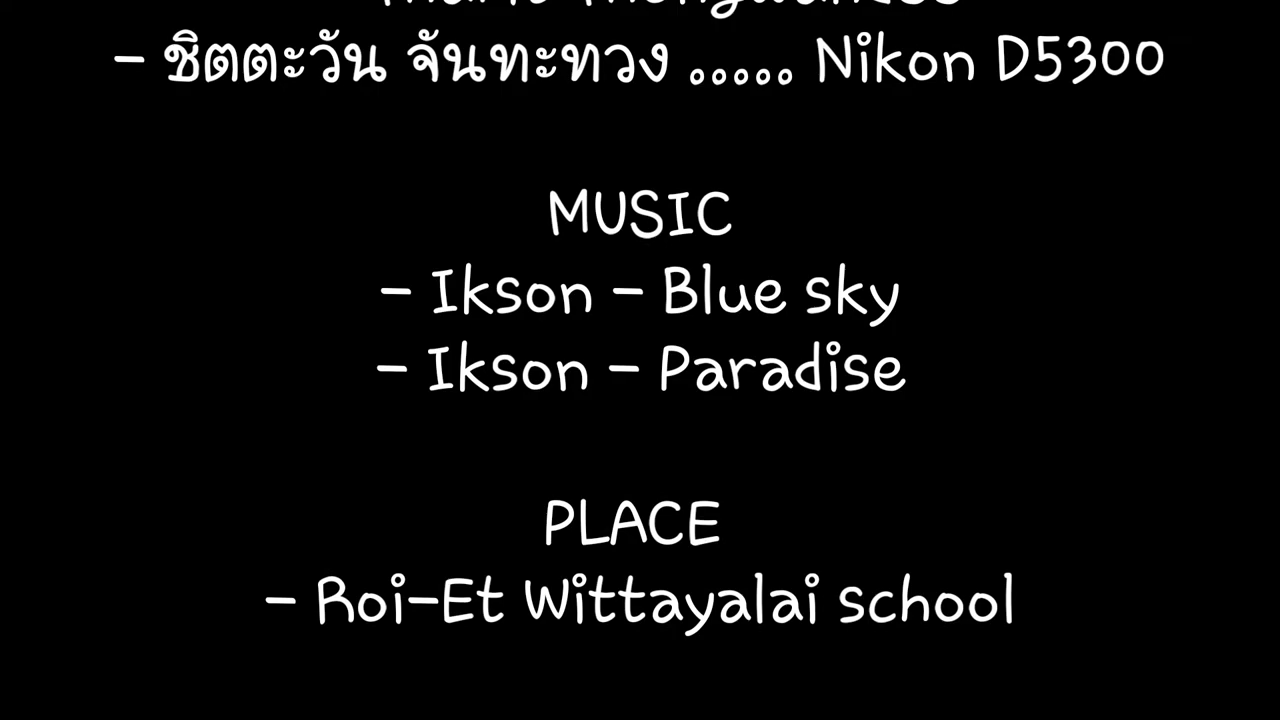 - ชิตตะวัน จันทะทวง ..... Nikon D5300
MUSIC
- Ikson - Blue sky
- Ikson - Paradise
PLACE
- Roi-Et Wittayalai school